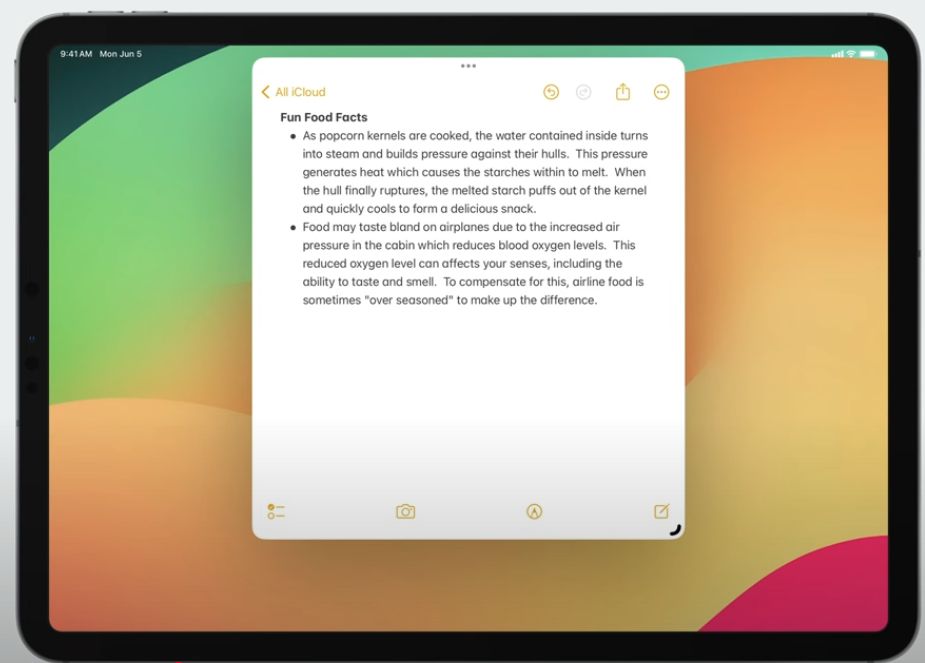 9:41 AM Mon Jun 5
All iCloud
Fun Food Facts
• As popcorn kernels are cooked, the water contained inside turns
into steam and builds pressure against their hulls. This pressure
generates heat which causes the starches within to melt. When
the hull finally ruptures, the melted starch puffs out of the kernel
and quickly cools to form a delicious snack.
• Food may taste bland on airplanes due to the increased air
pressure in the cabin which reduces blood oxygen levels. This
reduced oxygen level can affects your senses, including the
ability to taste and smell. To compensate for this, airline food is
sometimes "over seasoned" to make up the difference.